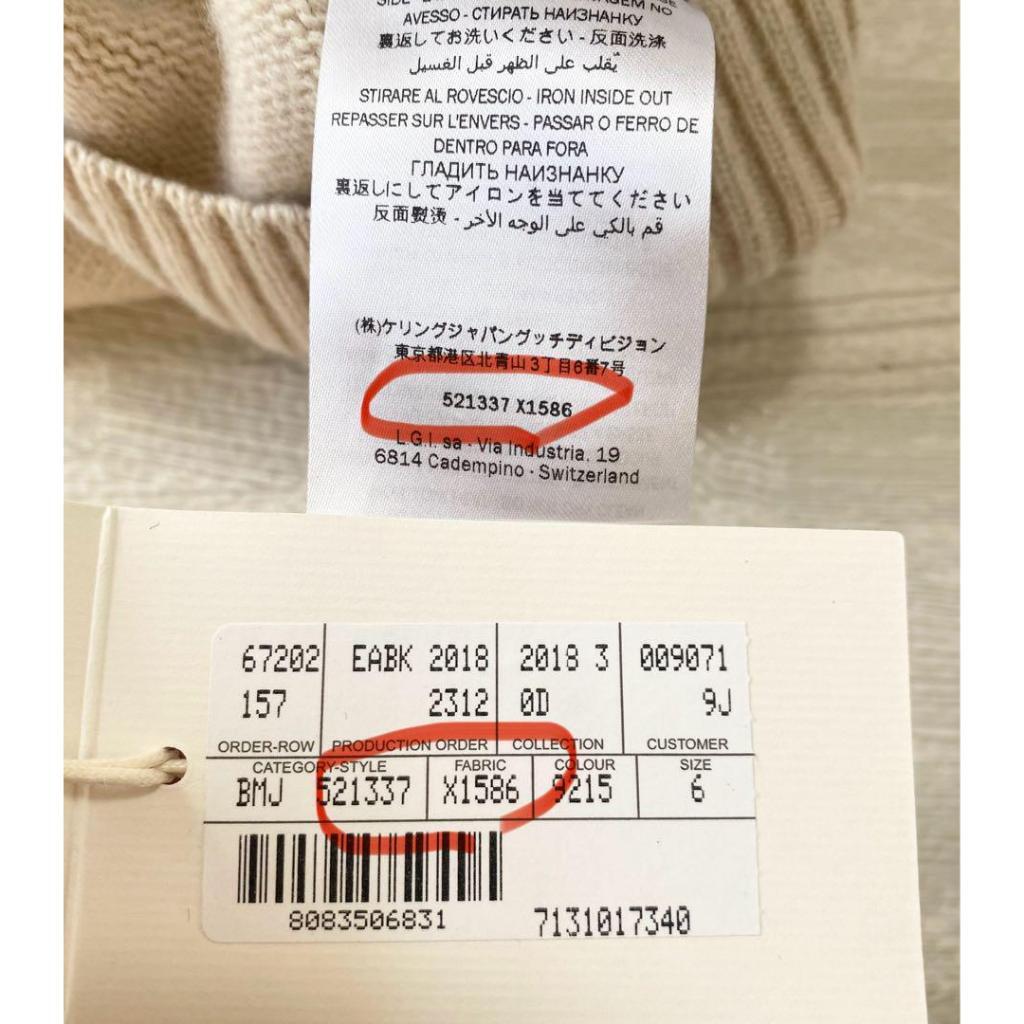 AVESSO - СТИРАТЬ НАИЗНАНКУ
裏返してお洗いください - 反面洗涤
يُقلب على الظهر قبل الغسيل
STIRARE AL ROVESCIO - IRON INSIDE OUT
REPASSER SUR L'ENVERS - PASSAR O FERRO DE
DENTRO PARA FORA
ГЛАДИТЬ НАИЗНАНКУ
裏返しにしてアイロンを当ててください
反面熨烫 - قم بالكي على الوجه الآخر
(株)ケリングジャパングッチディビジョン
東京都港区北青山3丁目6番7号
521337 X1586
L.G.I. sa - Via Industria, 19
6814 Cadempino - Switzerland
67202 EABK 2018 2018 3 009071
157 2312 0D 9J
ORDER-ROW PRODUCTION ORDER COLLECTION CUSTOMER
CATEGORY-STYLE FABRIC COLOUR SIZE
BMJ 521337 X1586 9215 6
8083506831 7131017340